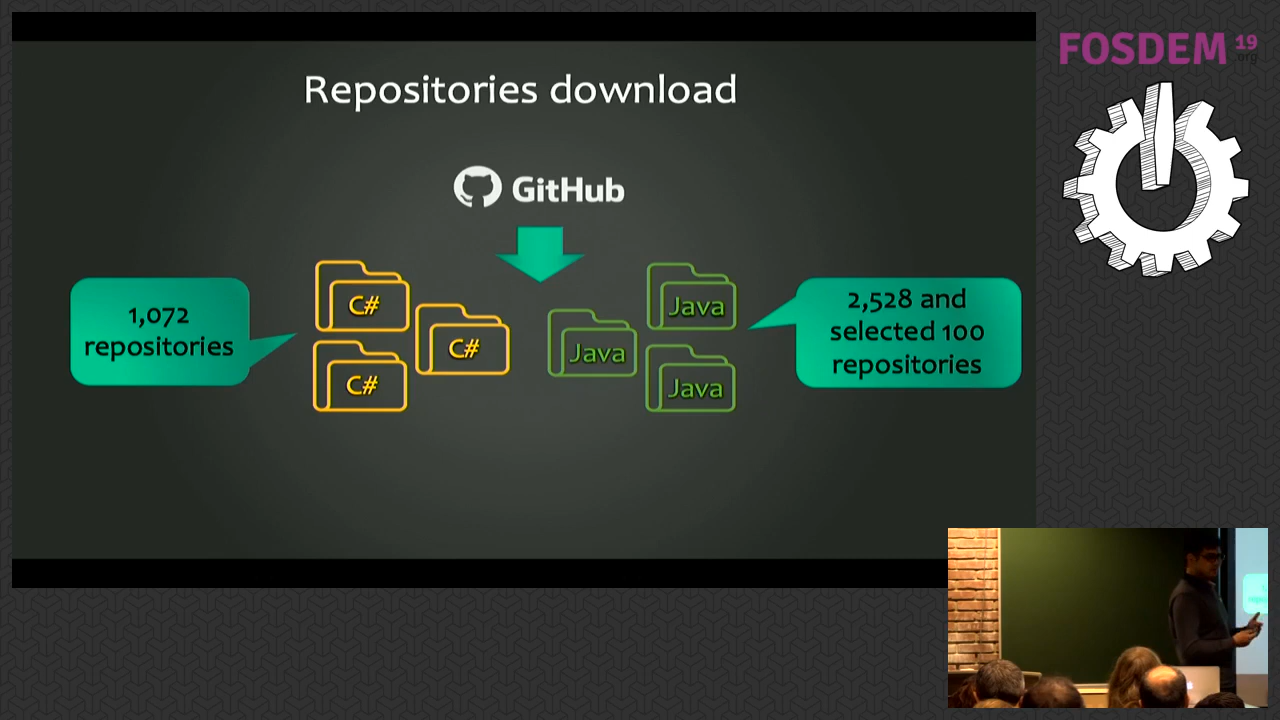 Repositories download
FOSDEM 19
.org
GitHub
1,072
repositories
C#
C#
C#
Java
Java
Java
2,528 and
selected 100
repositories